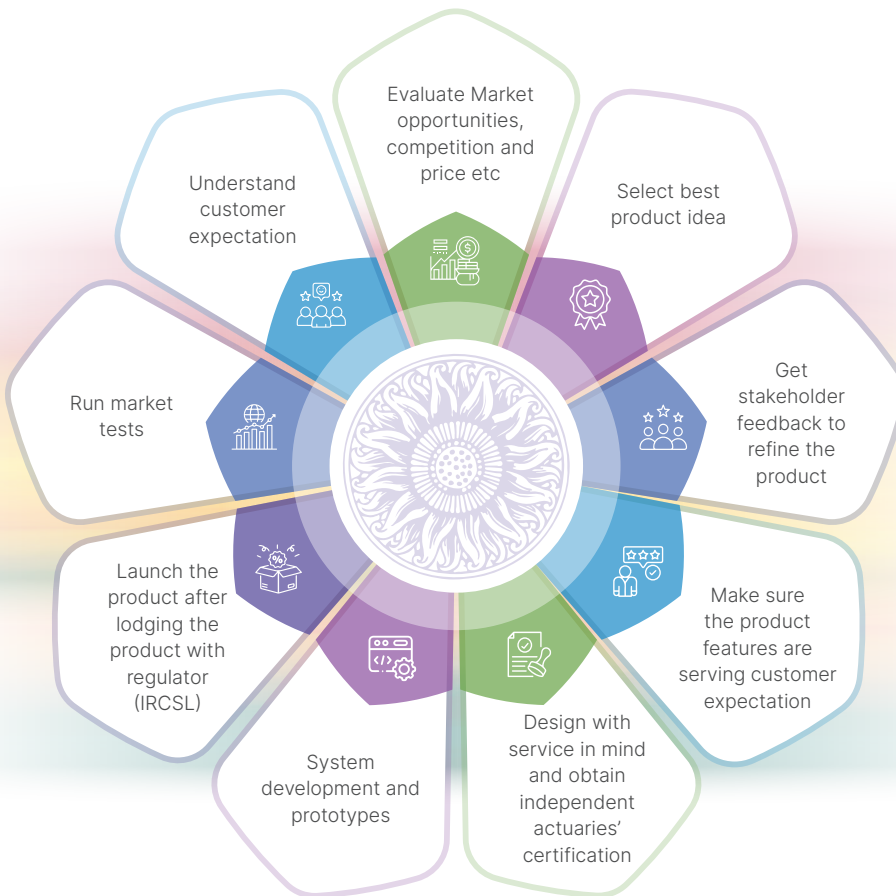 Evaluate Market
opportunities,
competition and
price etc
Select best
product idea
Get
stakeholder
feedback to
refine the
product
Make sure
the product
features are
serving customer
expectation
Design with
service in mind
and obtain
independent
actuaries’
certification
System
development and
prototypes
Launch the
product after
lodging the
product with
regulator
(IRCSL)
Run market
tests
Understand
customer
expectation